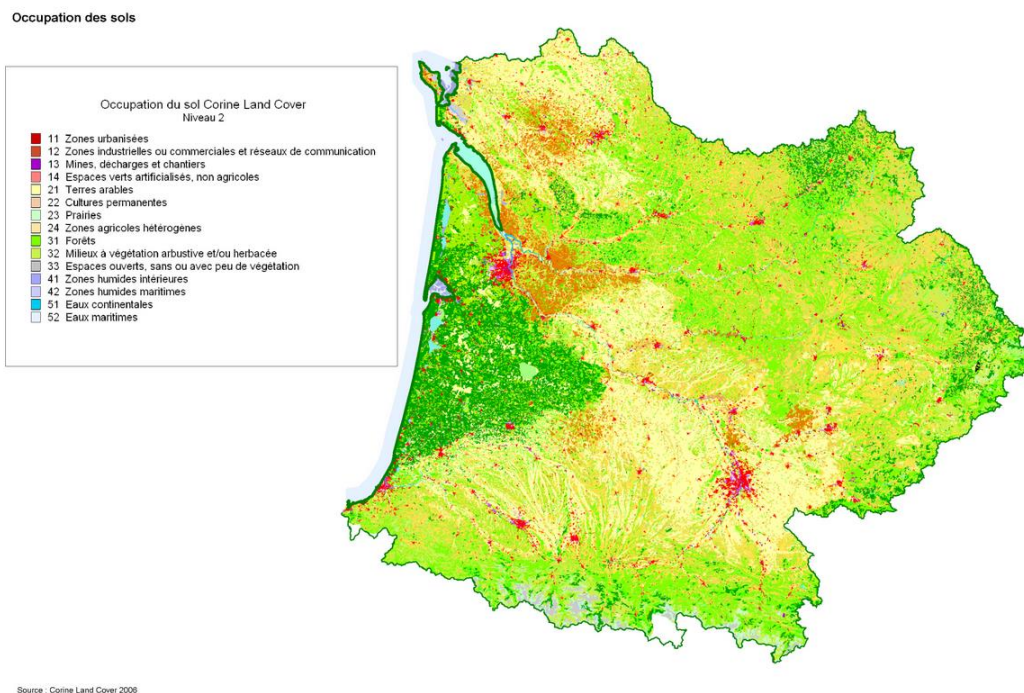 Occupation des sols
Occupation du sol Corine Land Cover
Niveau 2
11 Zones urbanisées
12 Zones industrielles ou commerciales et réseaux de communication
13 Mines, décharges et chantiers
14 Espaces verts artificialisés, non agricoles
21 Terres arables
22 Cultures permanentes
23 Prairies
24 Zones agricoles hétérogènes
31 Forêts
32 Milieux à végétation arbustive et/ou herbacée
33 Espaces ouverts, sans ou avec peu de végétation
41 Zones humides intérieures
42 Zones humides maritimes
51 Eaux continentales
52 Eaux maritimes
Source : Corine Land Cover 2006